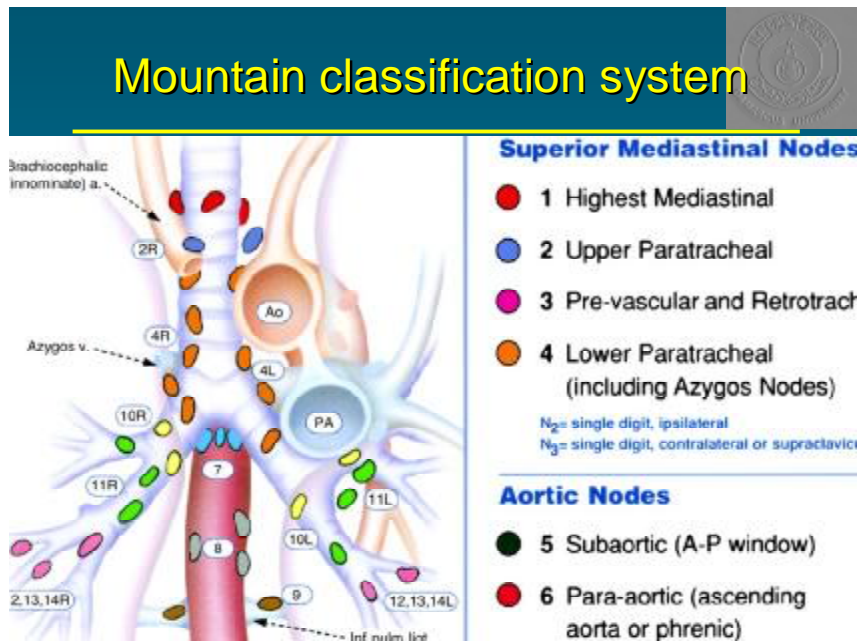 Mountain classification system
Brachiocephalic
(innominate) a.
2R
Ao
4R
Azygos v.
4L
10R
PA
7
11R
11L
8
10L
9
2,13,14R
12,13,14L
Inf pulm ligt
Superior Mediastinal Nodes
1 Highest Mediastinal
2 Upper Paratracheal
3 Pre-vascular and Retrotrach
4 Lower Paratracheal
(including Azygos Nodes)
N2= single digit, ipsilateral
N3= single digit, contralateral or supraclavic
Aortic Nodes
5 Subaortic (A-P window)
6 Para-aortic (ascending
aorta or phrenic)